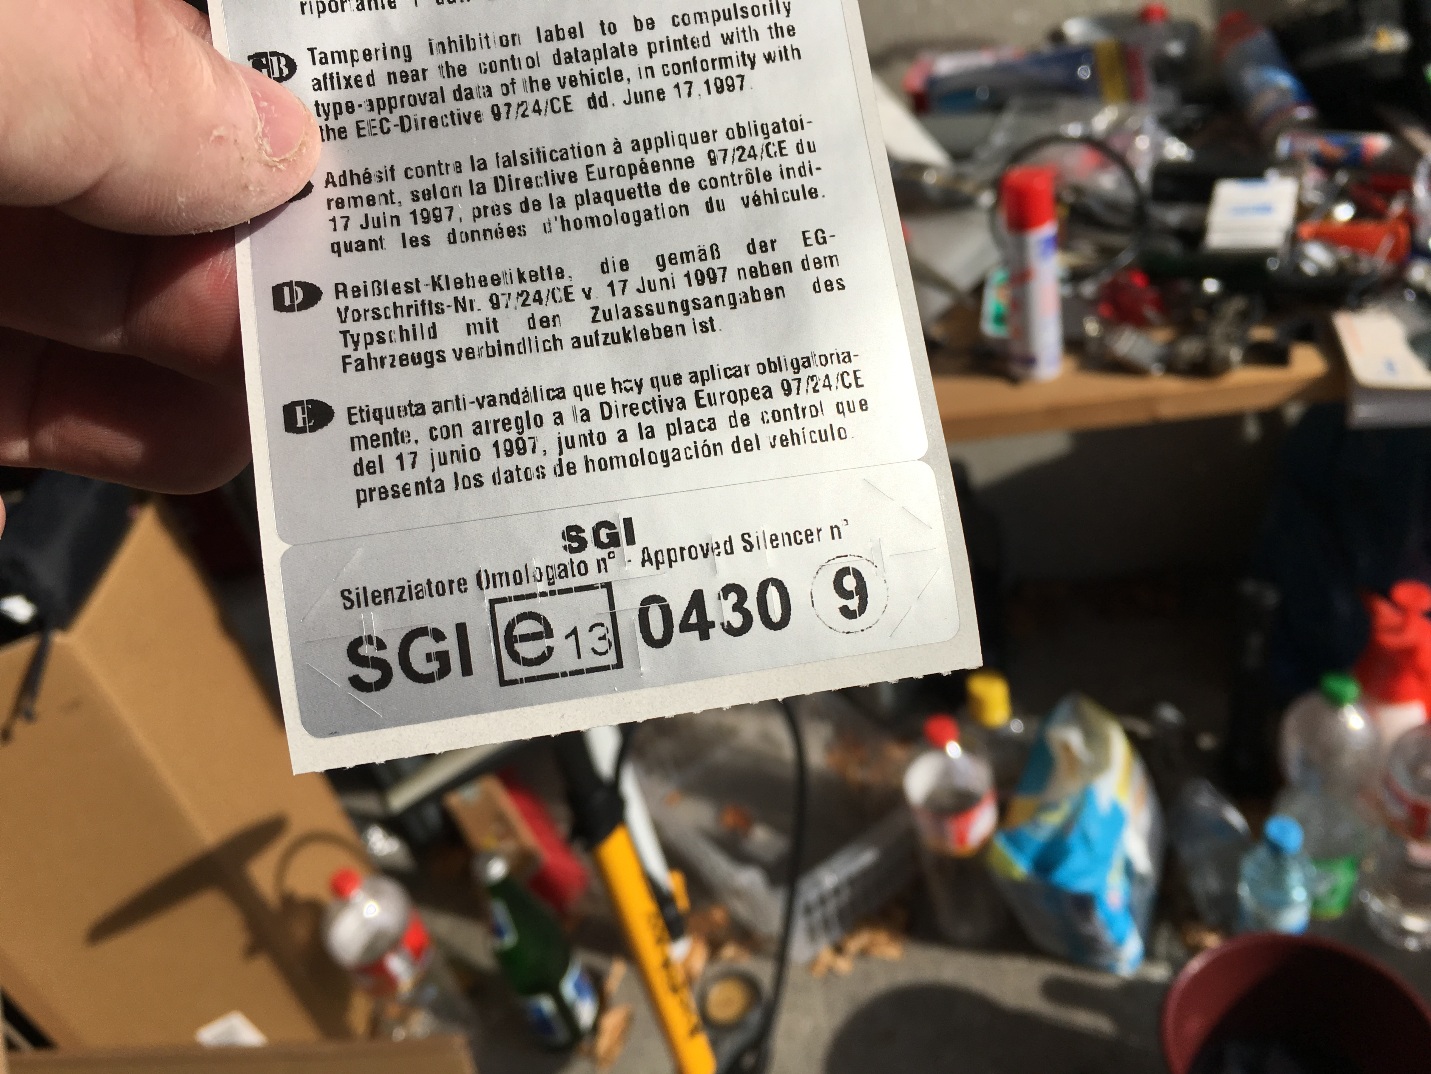 riportante i dati
GB
Tampering inhibition label to be compulsorily
affixed near the control dataplate printed with the
type-approval data of the vehicle, in conformity with
the EEC-Directive 97/24/CE dd. June 17,1997.
Adhésif contre la falsification à appliquer obligatoi-
rement, selon la Directive Européenne 97/24/CE du
17 Juin 1997, près de la plaquette de contrôle indi-
quant les données d'homologation du véhicule.
D
Reißfest-Klebeetikette, die gemäß der EG-
Vorschrifts-Nr. 97/24/CE v. 17 Juni 1997 neben dem
Typschild mit den Zulassungsangaben des
Fahrzeugs verbindlich aufzukleben ist.
E
Etiqueta anti-vandálica que hay que aplicar obligatoria-
mente, con arreglo a la Directiva Europea 97/24/CE
del 17 junio 1997, junto a la placa de control que
presenta los datos de homologación del vehículo.
SGI
Silenziatore Omologato n° - Approved Silencer n°
SGI e13 0430 9